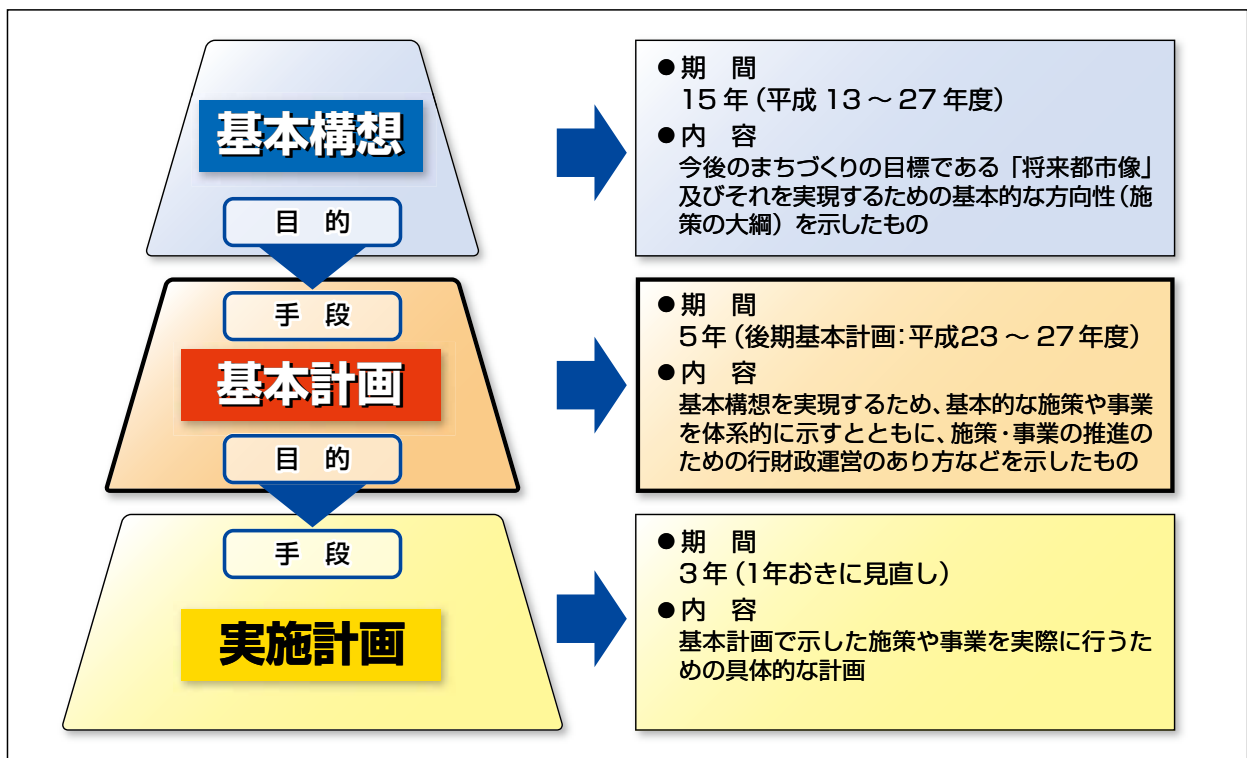 基本構想
目 的
● 期 間
15 年 (平成 13 ～ 27 年度)
● 内 容
今後のまちづくりの目標である「将来都市像」
及びそれを実現するための基本的な方向性(施
策の大綱)を示したもの
手 段
基本計画
目 的
● 期 間
5年(後期基本計画:平成23 ～ 27年度)
● 内 容
基本構想を実現するため、基本的な施策や事業
を体系的に示すとともに、施策・事業の推進の
ための行財政運営のあり方などを示したもの
手 段
実施計画
● 期 間
3年(1年おきに見直し)
● 内 容
基本計画で示した施策や事業を実際に行うた
めの具体的な計画